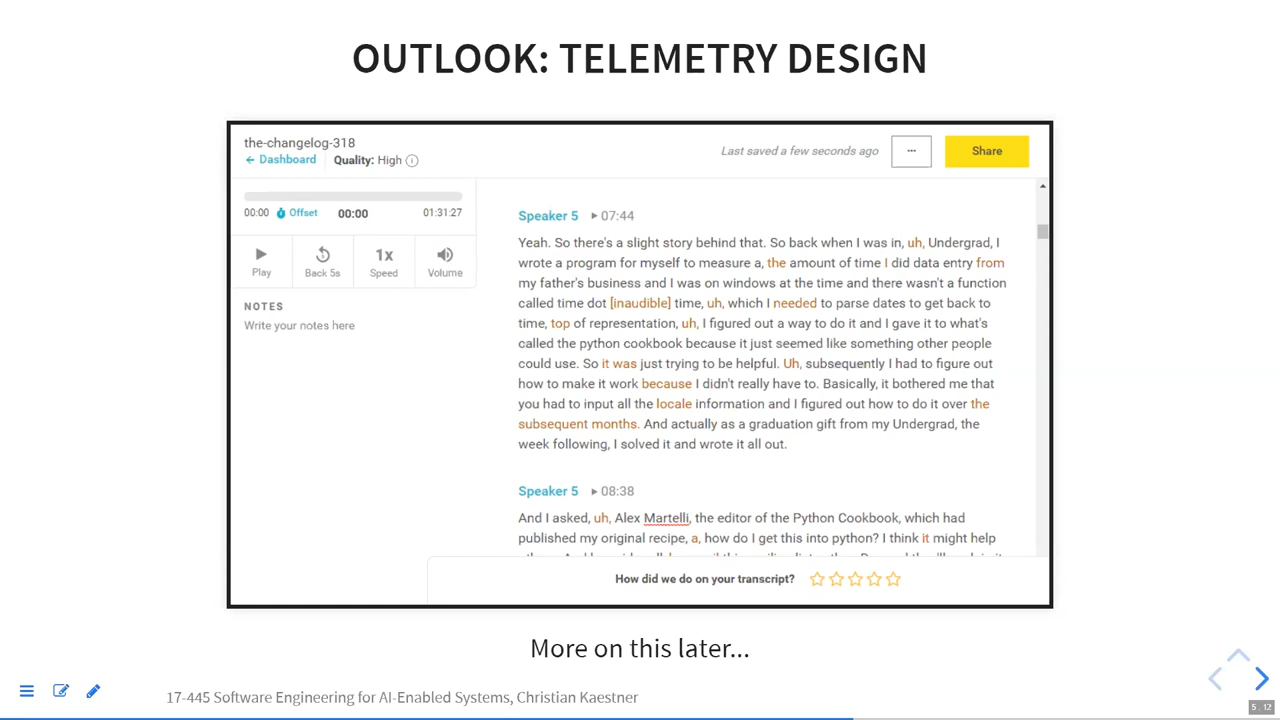 OUTLOOK: TELEMETRY DESIGN
the-changelog-318
← Dashboard
Quality: High
Last saved a few seconds ago
...
Share
00:00
Offset
00:00
01:31:27
Play
Back 5s
1x
Speed
Volume
NOTES
Write your notes here
Speaker 5 ▶ 07:44
Yeah. So there's a slight story behind that. So back when I was in, uh, Undergrad, I
wrote a program for myself to measure a, the amount of time I did data entry from
my father's business and I was on windows at the time and there wasn't a function
called time dot [inaudible] time, uh, which I needed to parse dates to get back to
time, top of representation, uh, I figured out a way to do it and I gave it to what's
called the python cookbook because it just seemed like something other people
could use. So it was just trying to be helpful. Uh, subsequently I had to figure out
how to make it work because I didn't really have to. Basically, it bothered me that
you had to input all the locale information and I figured out how to do it over the
subsequent months. And actually as a graduation gift from my Undergrad, the
week following, I solved it and wrote it all out.
Speaker 5 ▶ 08:38
And I asked, uh, Alex Martelli, the editor of the Python Cookbook, which had
published my original recipe, a, how do I get this into python? I think it might help
How did we do on your transcript?
More on this later...
17-445 Software Engineering for AI-Enabled Systems, Christian Kaestner
5 . 12